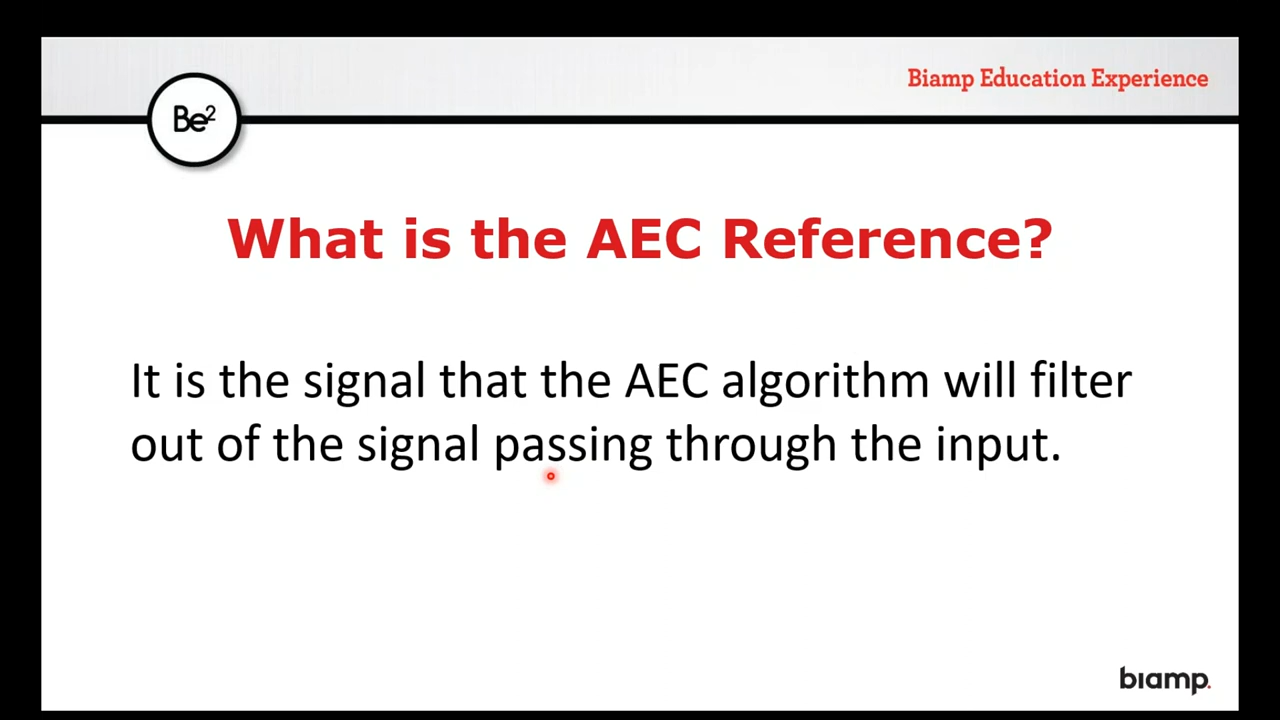 Biamp Education Experience
Be²
What is the AEC Reference?
It is the signal that the AEC algorithm will filter
out of the signal passing through the input.
biamp.